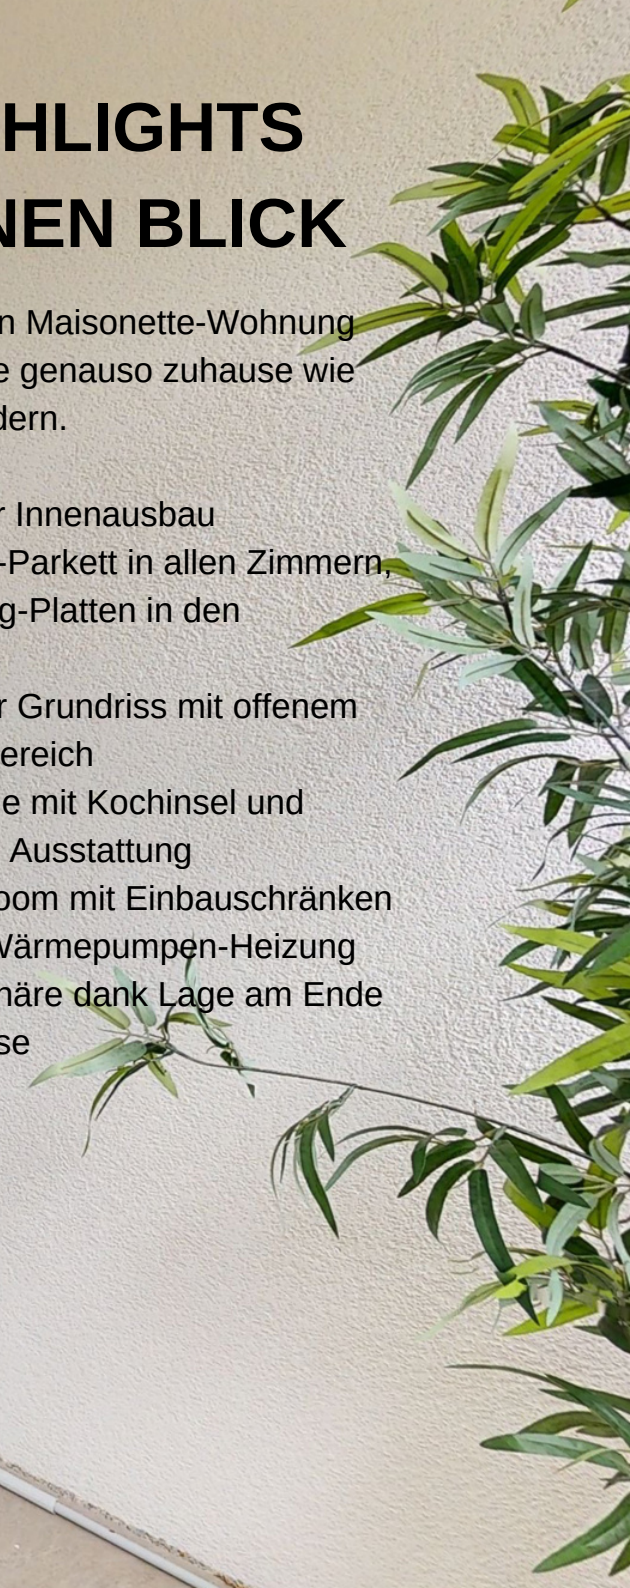 HLIGHTS
NEN BLICK
n Maisonette-Wohnung
e genauso zuhause wie
dern.
r Innenausbau
-Parkett in allen Zimmern,
g-Platten in den
r Grundriss mit offenem
ereich
e mit Kochinsel und
Ausstattung
oom mit Einbauschränken
Wärmepumpen-Heizung
häre dank Lage am Ende
se